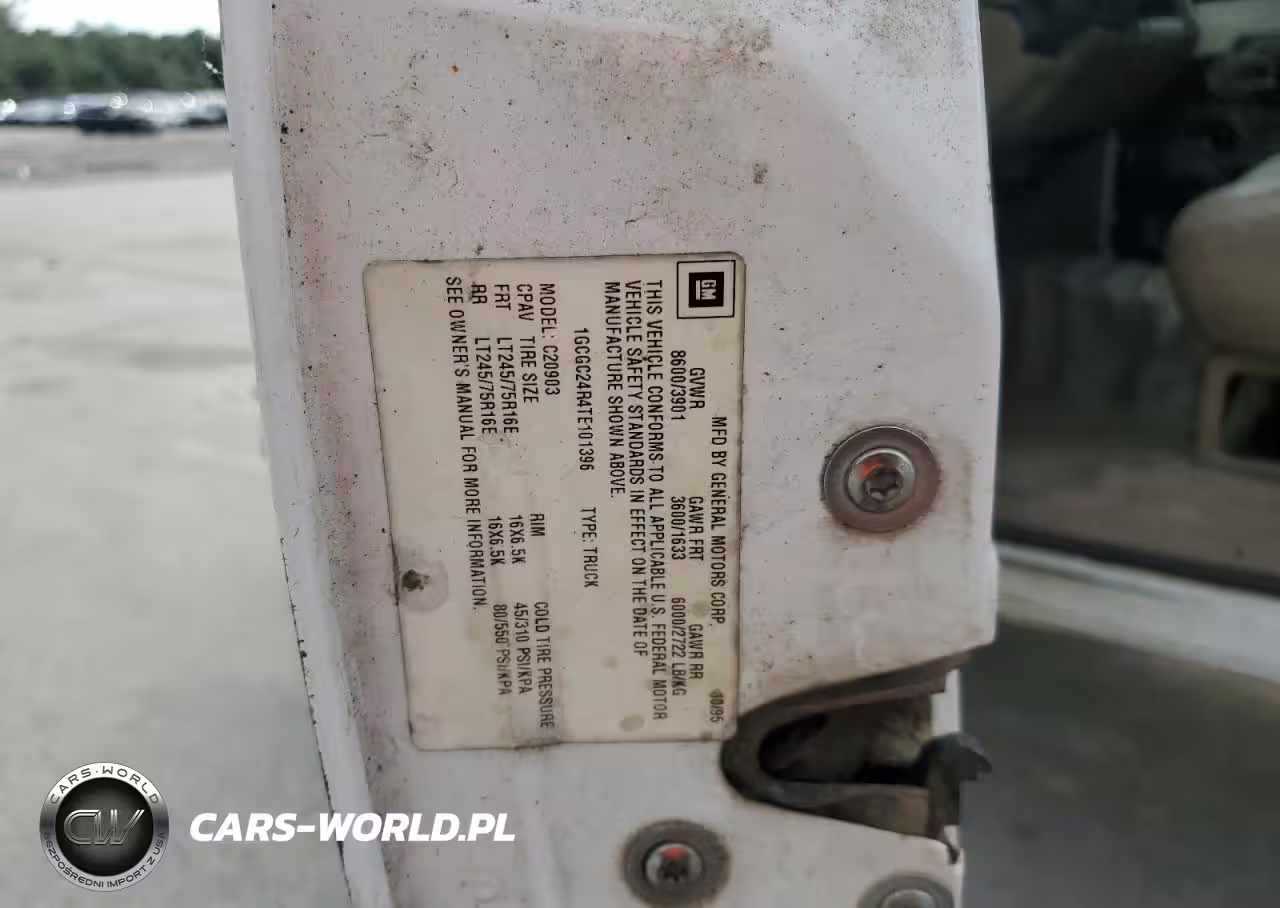 GM
MFD BY GENERAL MOTORS CORP. 10/95
GVWR GAWR FRT GAWR RR
8600/3901 3600/1633 6000/2722 LB/KG
THIS VEHICLE CONFORMS TO ALL APPLICABLE U.S. FEDERAL MOTOR
VEHICLE SAFETY STANDARDS IN EFFECT ON THE DATE OF
MANUFACTURE SHOWN ABOVE.
1GCGC24R4TE101396 TYPE: TRUCK
MODEL: C20903
CPAV TIRE SIZE RIM COLD TIRE PRESSURE
FRT LT245/75R16E 16X6.5K 45/310 PSI/KPA
RR LT245/75R16E 16X6.5K 80/550 PSI/KPA
SEE OWNER'S MANUAL FOR MORE INFORMATION.
CARS-WORLD
CW
BEZPOŚREDNI IMPORT Z USA
CARS-WORLD.PL